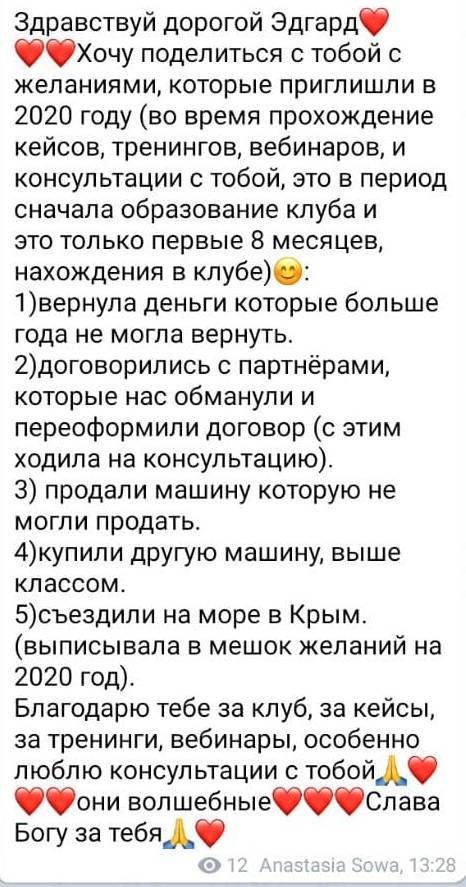 Здравствуй дорогой Эдгард❤️
❤️❤️Хочу поделиться с тобой с
желаниями, которые приглишли в
2020 году (во время прохождение
кейсов, тренингов, вебинаров, и
консультации с тобой, это в период
сначала образование клуба и
это только первые 8 месяцев,
нахождения в клубе)😊:
1)вернула деньги которые больше
года не могла вернуть.
2)договорились с партнёрами,
которые нас обманули и
переоформили договор (с этим
ходила на консультацию).
3) продали машину которую не
могли продать.
4)купили другую машину, выше
классом.
5)съездили на море в Крым.
(выписывала в мешок желаний на
2020 год).
Благодарю тебе за клуб, за кейсы,
за тренинги, вебинары, особенно
люблю консультации с тобой🙏❤️
❤️❤️они волшебные❤️❤️❤️Слава
Богу за тебя🙏❤️
12 Anastasia Sowa, 13:28